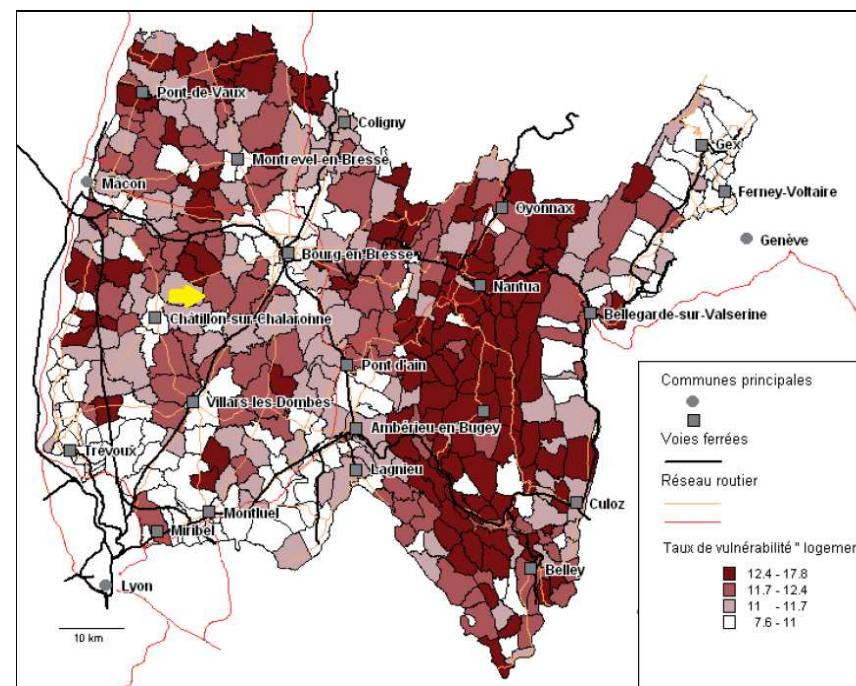 Pont-de-Vaux
Coligny
Montrevel-en-Bresse
Gex
Mâcon
Ferney-Voltaire
Oyonnax
Genève
Bourg-en-Bresse
Nantua
Châtillon-sur-Chalaronne
Bellegarde-sur-Valserine
Pont d'ain
Communes principales
Villars-les-Dombes
Ambérieu-en-Bugey
Voies ferrées
Trévoux
Lagnieu
Réseau routier
Culoz
Montluel
Miribel
Taux de vulnérabilité " logement
Belley
12.4 - 17.8
Lyon
11.7 - 12.4
11 - 11.7
7.6 - 11
10 km